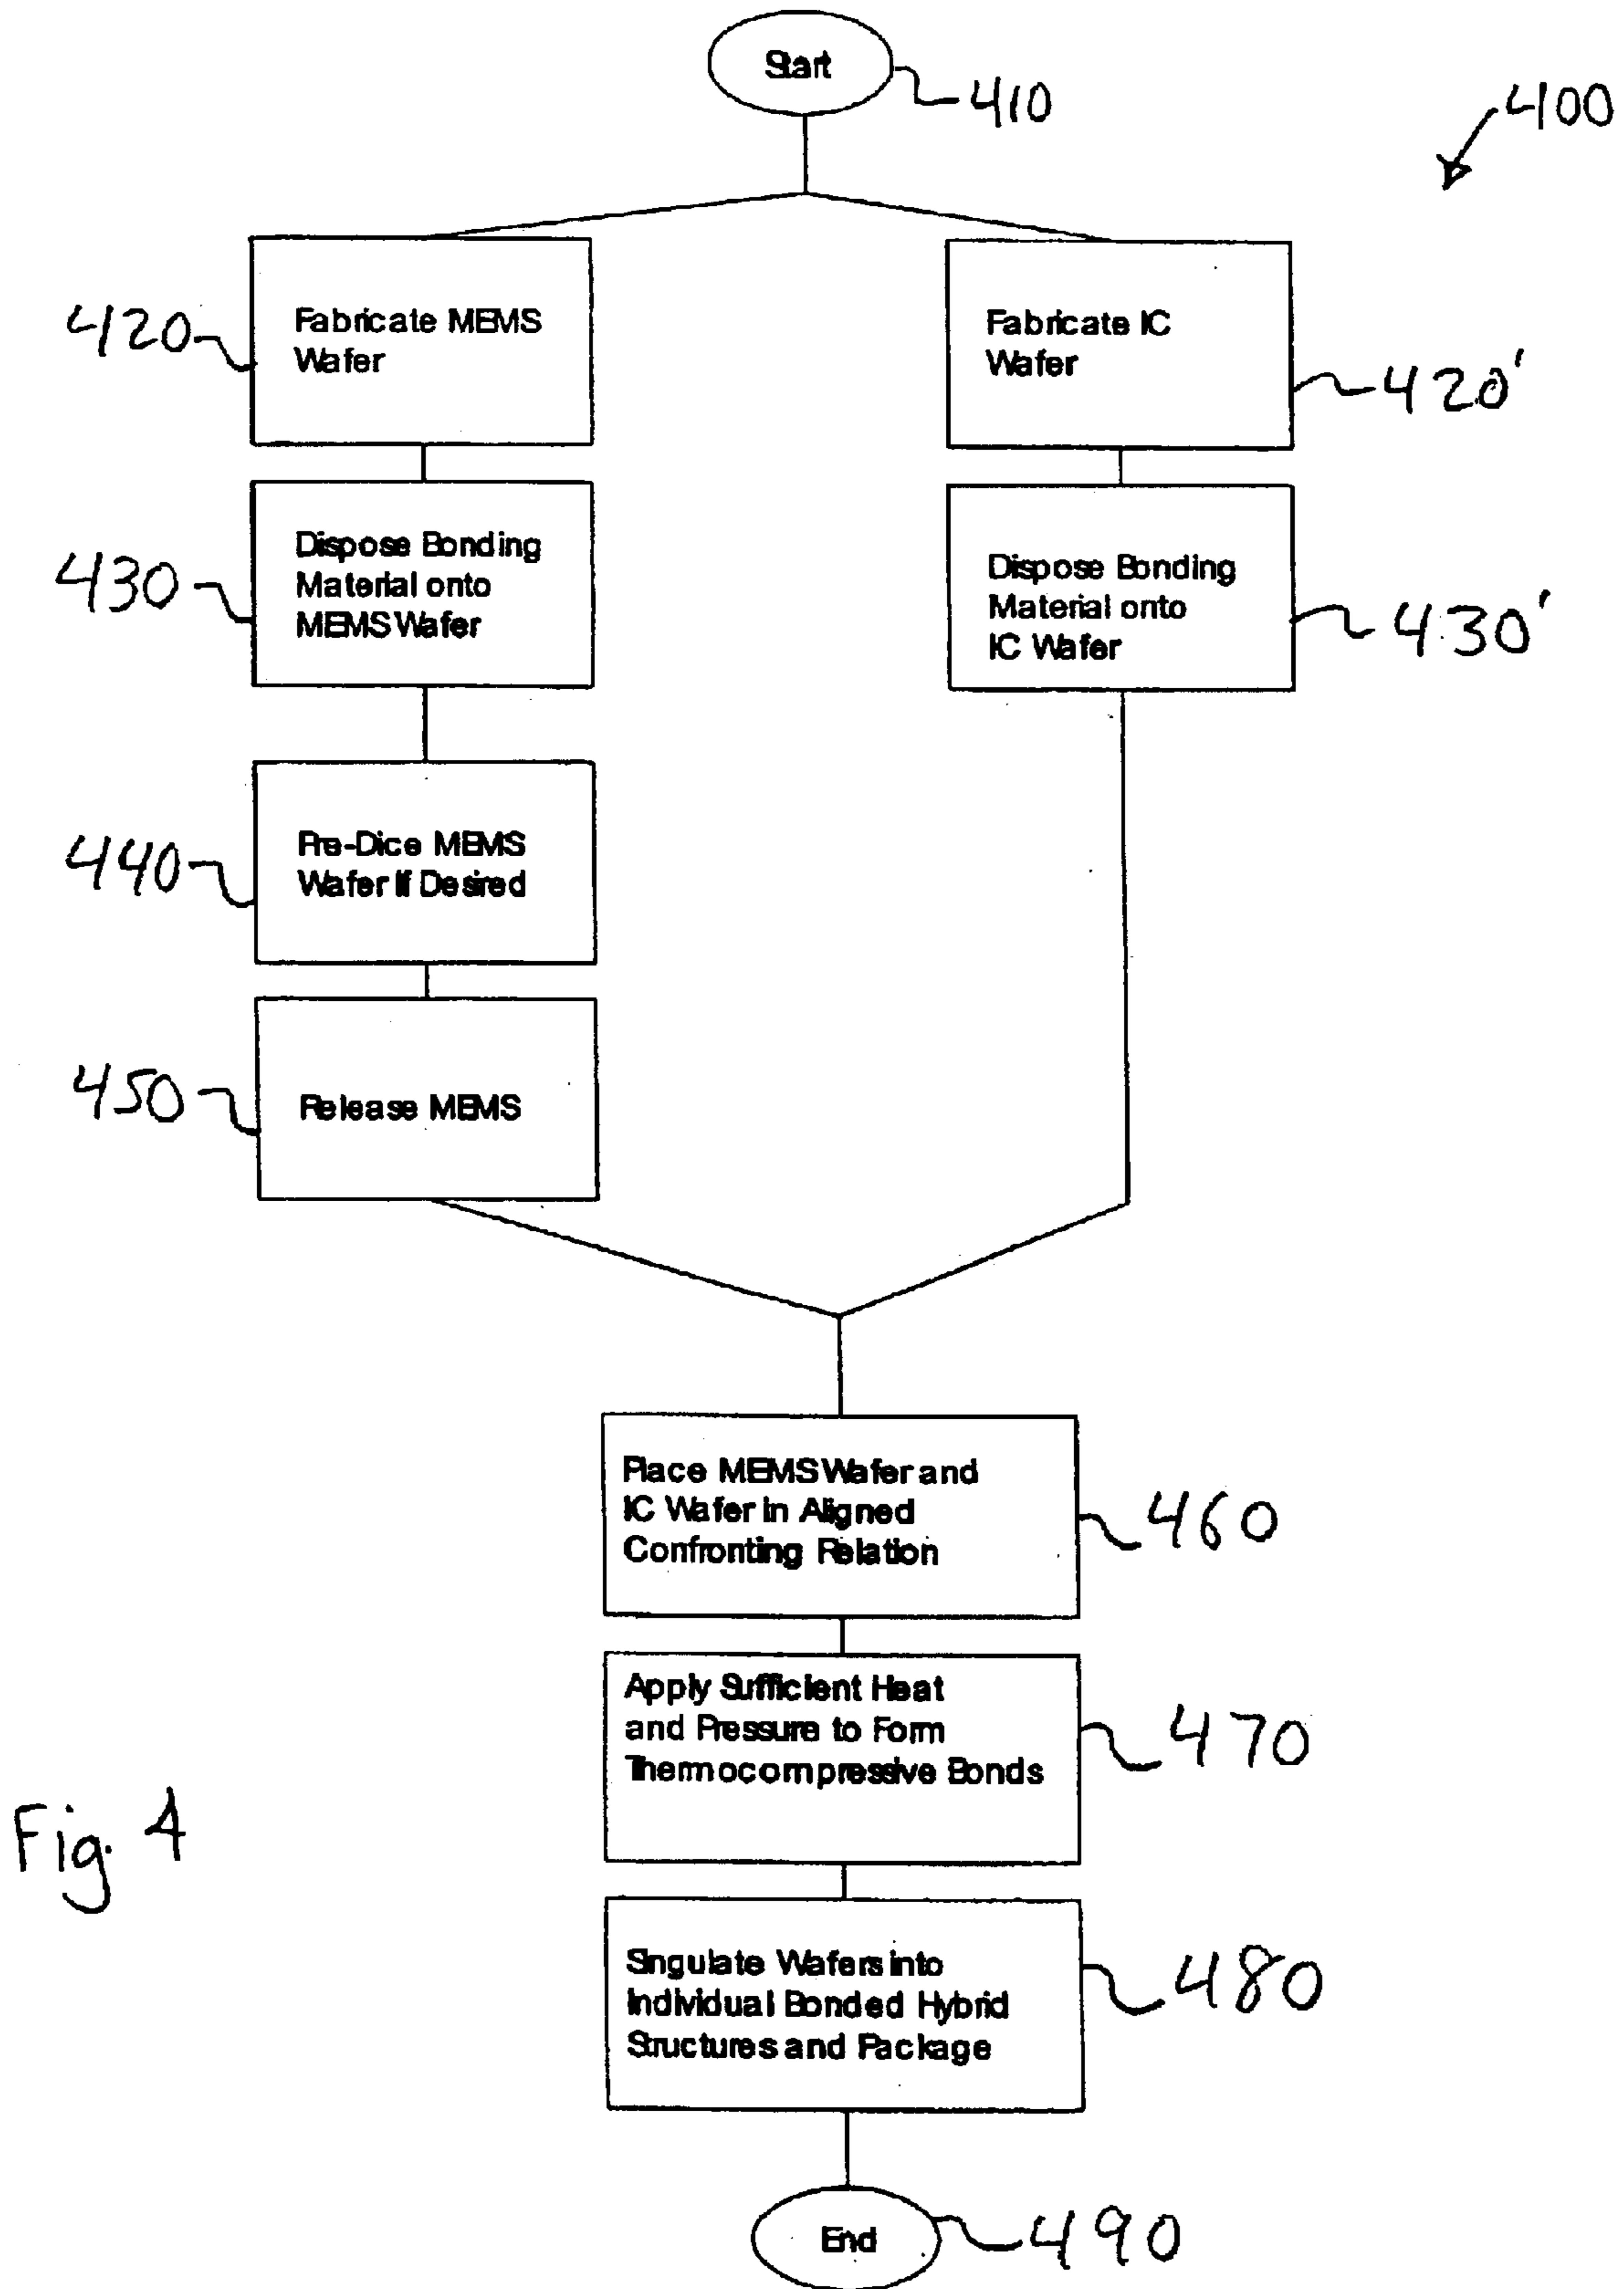 Start
410
400
Fabricate MEMS
Wafer
420
Fabricate IC
Wafer
420'
Dispose Bonding
Material onto
MEMS Wafer
430
Dispose Bonding
Material onto
IC Wafer
430'
Pre-Dice MEMS
Wafer If Desired
440
Release MEMS
450
Place MEMS Wafer and
IC Wafer in Aligned
Confronting Relation
460
Apply Sufficient Heat
and Pressure to Form
Thermocompressive Bonds
470
Singulate Wafers into
Individual Bonded Hybrid
Structures and Package
480
End
490
Fig. 4